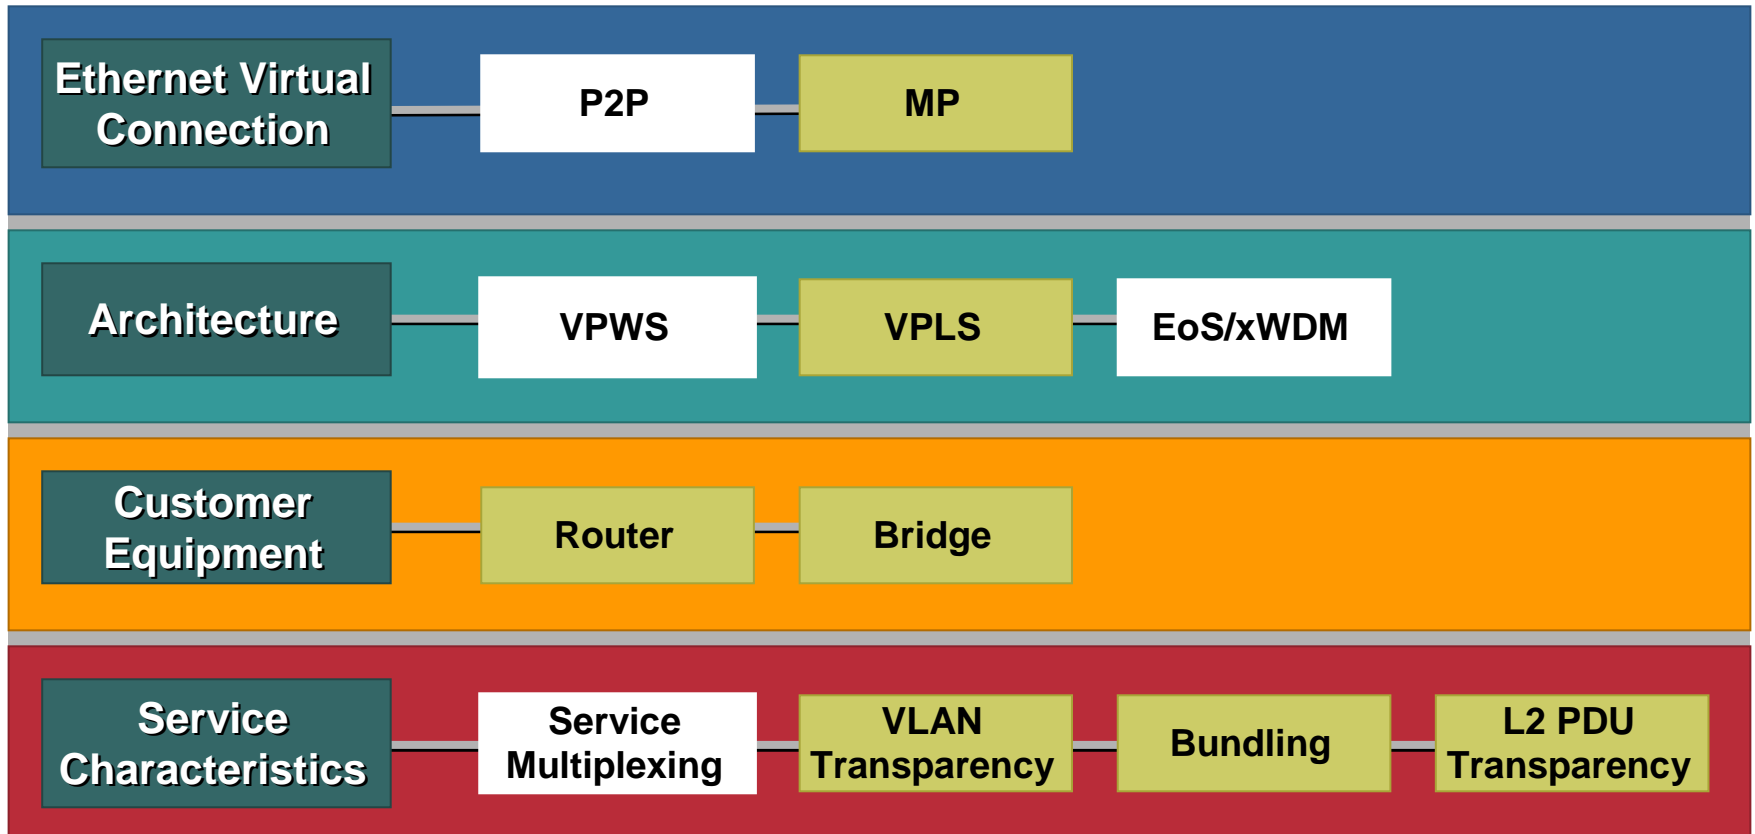 Ethernet Virtual
Connection
P2P
MP
Architecture
VPWS
VPLS
EoS/xWDM
Customer
Equipment
Router
Bridge
Service
Characteristics
Service
Multiplexing
VLAN
Transparency
Bundling
L2 PDU
Transparency